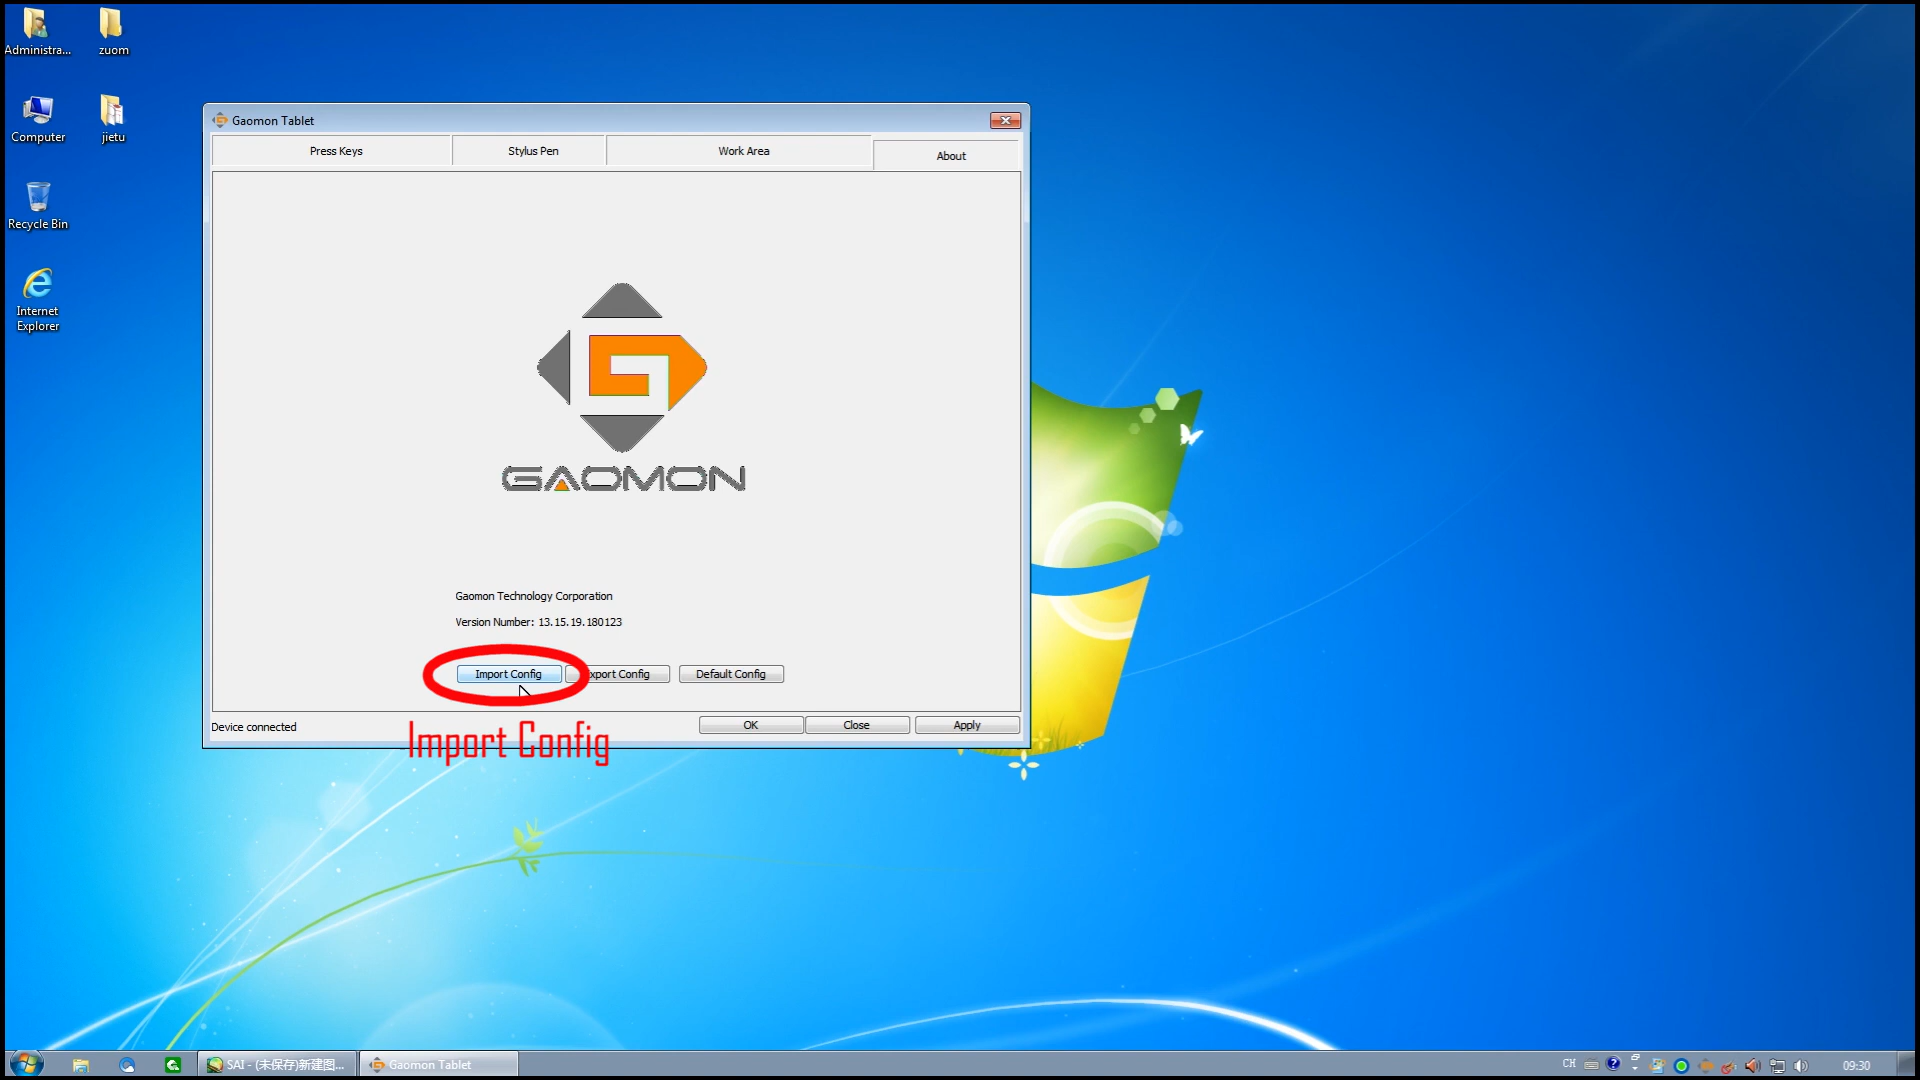 Administra...
zuom
Computer
jietu
Recycle Bin
Internet
Explorer
Gaomon Tablet
Press Keys
Stylus Pen
Work Area
About
GAOMON
Gaomon Technology Corporation
Version Number: 13.15.19.180123
Import Config
xport Config
Default Config
Device connected
OK
Close
Apply
Import Config
SAI - (未保存)新建图...
Gaomon Tablet
CH
09:30